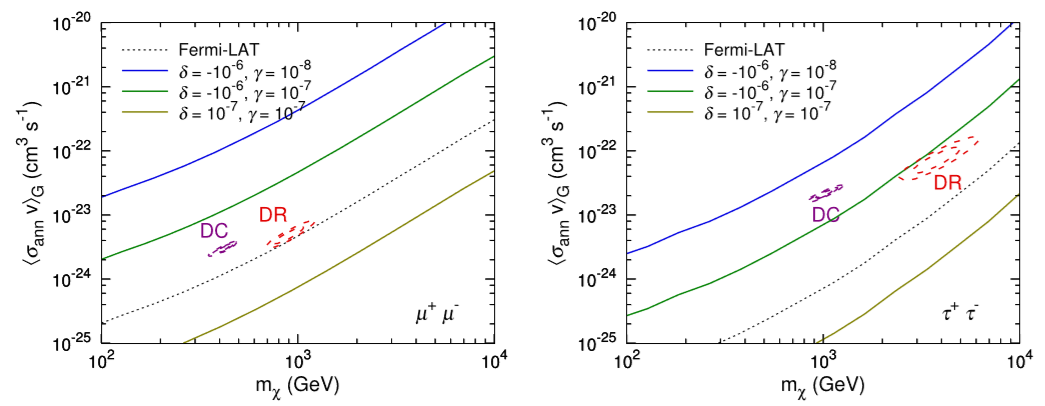 10^-20
10^-21
10^-22
10^-23
10^-24
10^-25
⟨σ_ann v⟩_G (cm^3 s^-1)
Fermi-LAT
δ = -10^-6, γ = 10^-8
δ = -10^-6, γ = 10^-7
δ = 10^-7, γ = 10^-7
DC
DR
μ^+ μ^-
10^2
10^3
10^4
m_χ (GeV)
10^-20
10^-21
10^-22
10^-23
10^-24
10^-25
⟨σ_ann v⟩_G (cm^3 s^-1)
Fermi-LAT
δ = -10^-6, γ = 10^-8
δ = -10^-6, γ = 10^-7
δ = 10^-7, γ = 10^-7
DC
DR
τ^+ τ^-
10^2
10^3
10^4
m_χ (GeV)